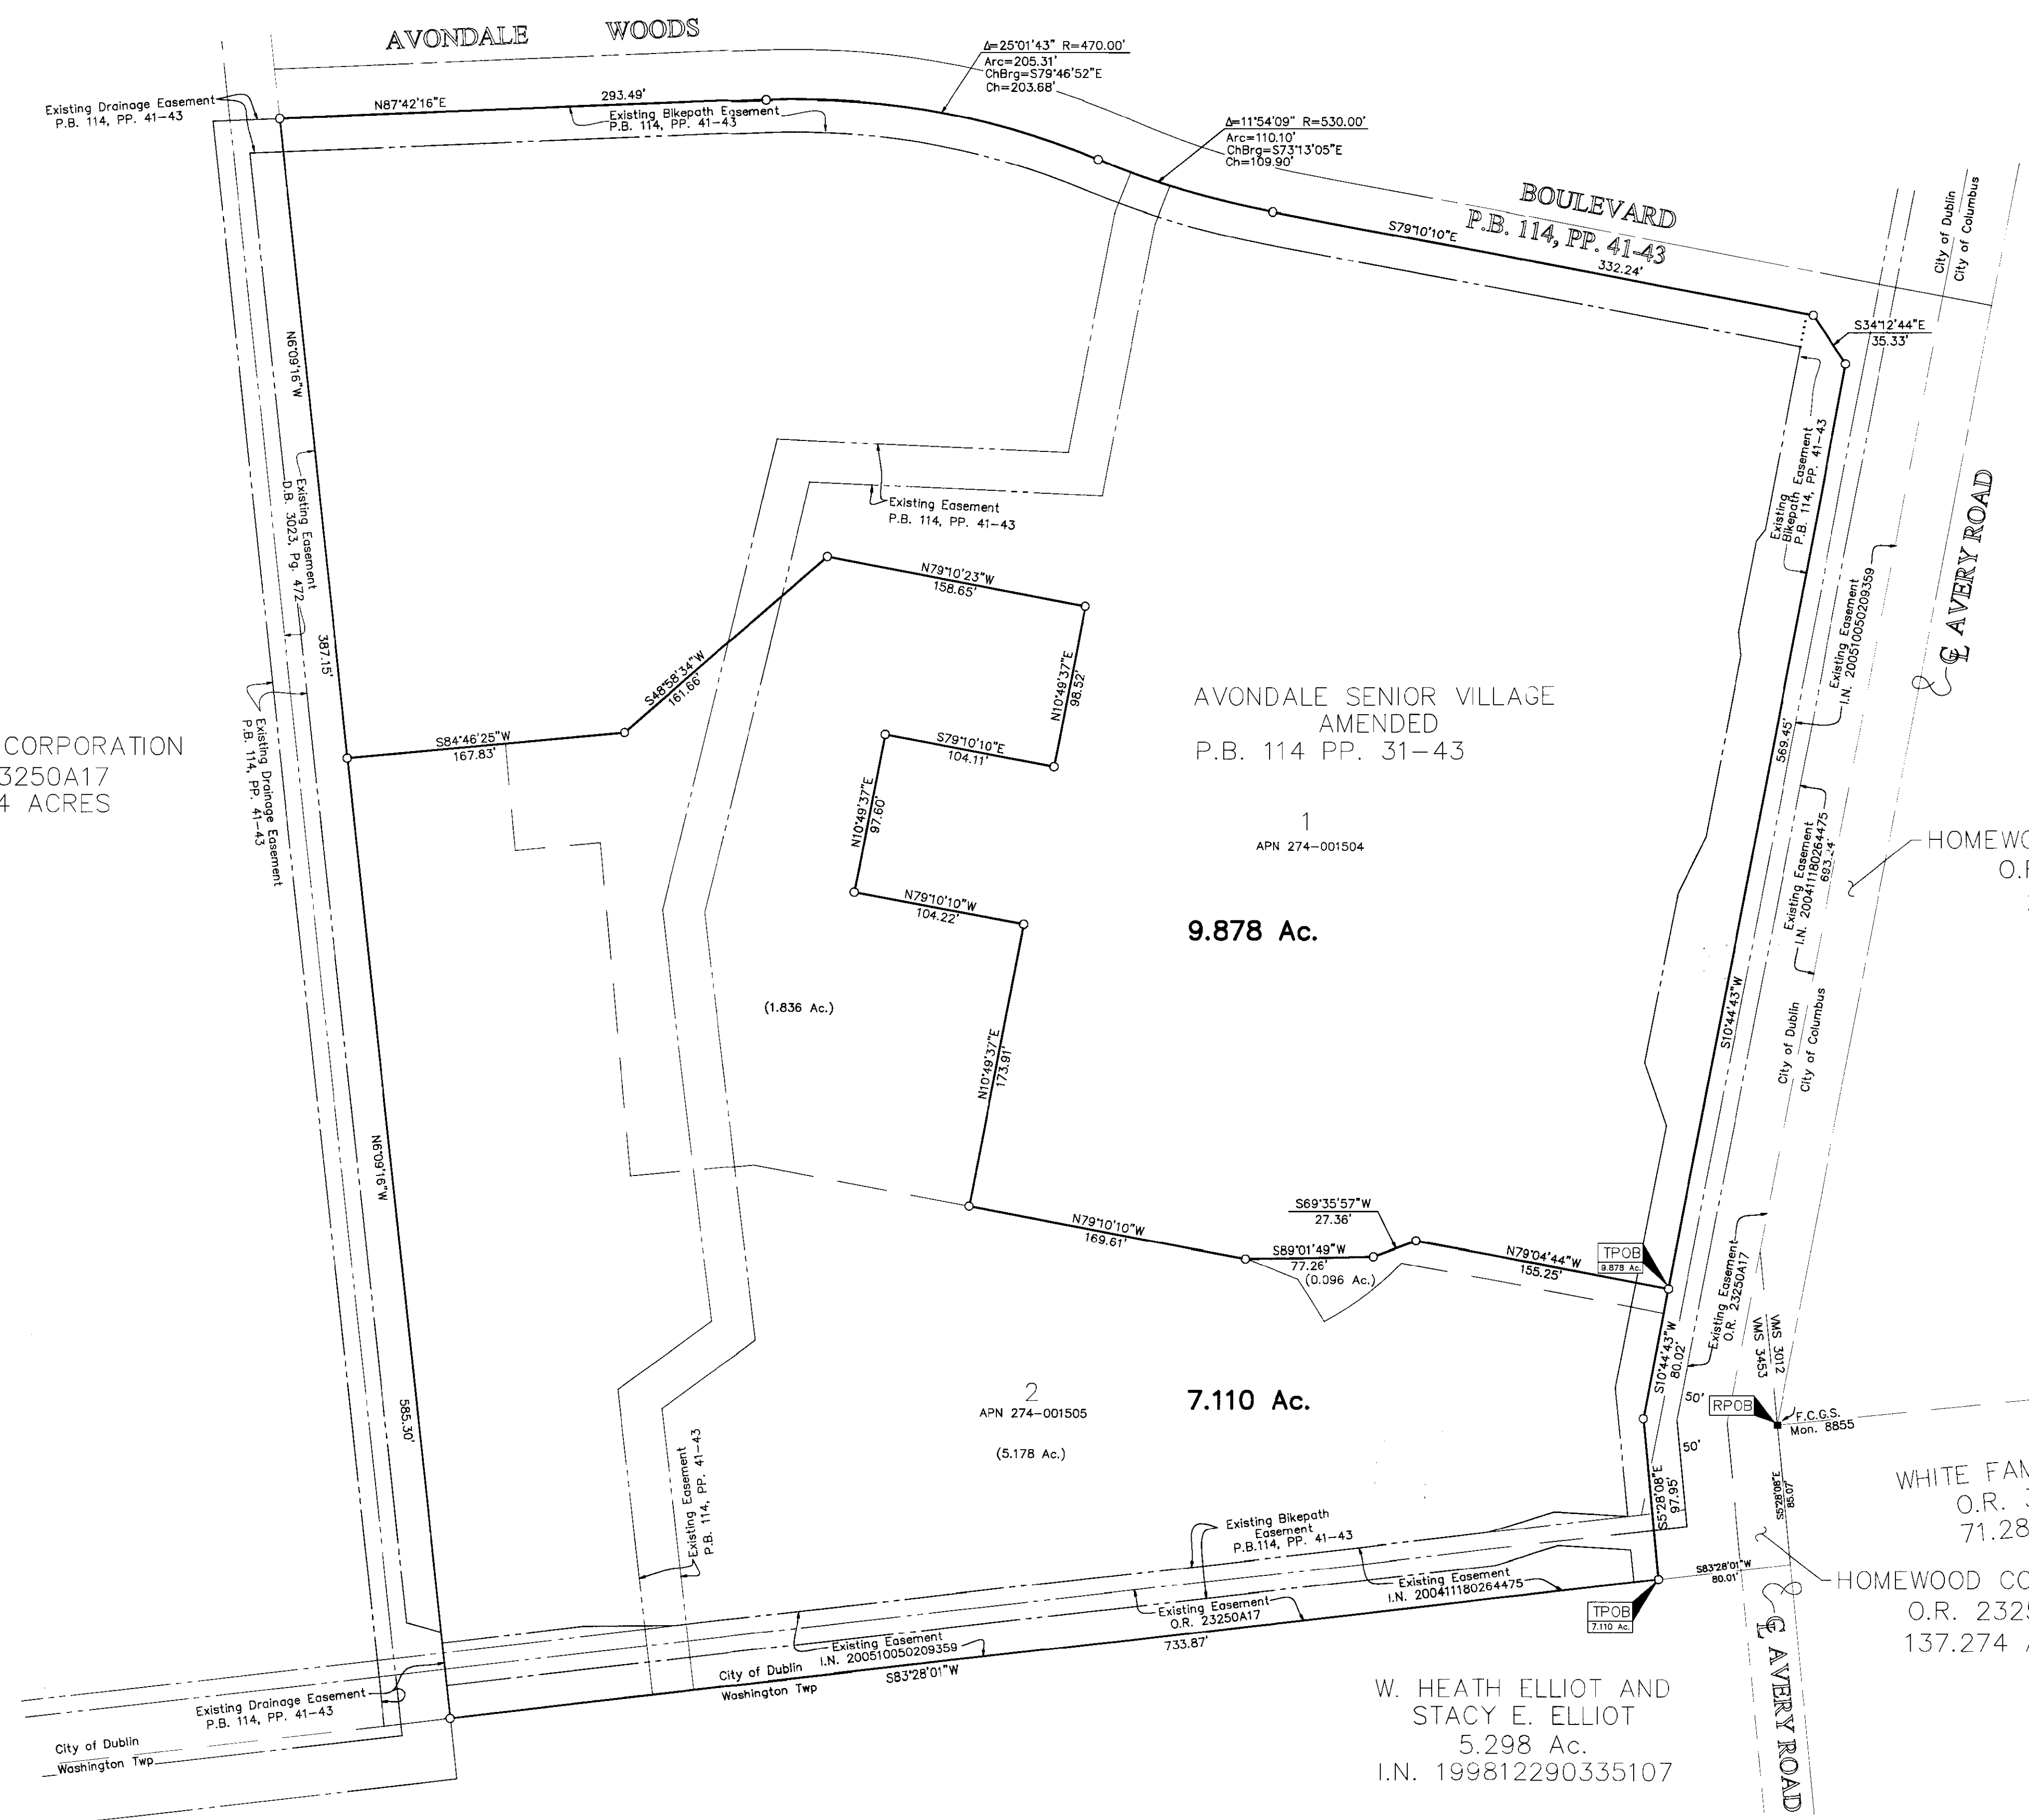 AVONDALE WOODS
Δ=25°01'43" R=470.00'
Arc=205.31'
ChBrg=S79°46'52"E
Ch=203.68'
Existing Drainage Easement
P.B. 114, PP. 41-43
N87°42'16"E
293.49'
Existing Bikepath Easement
P.B. 114, PP. 41-43
Δ=11°54'09" R=530.00'
Arc=110.10'
ChBrg=S73°13'05"E
Ch=109.90'
BOULEVARD
P.B. 114, PP. 41-43
S79°10'10"E
332.24'
City of Dublin
City of Columbus
S34°12'44"E
35.33'
N6°09'16"W
387.15'
Existing Easement
D.B. 3023, Pg. 472
Existing Drainage Easement
P.B. 114, PP. 41-43
Existing Easement
P.B. 114, PP. 41-43
Existing
Bikepath Easement
P.B. 114, PP. 41-43
Existing Easement
I.N. 200510050209359
℄ AVERY ROAD
N79°10'23"W
158.65'
S48°58'34"W
161.66'
N10°49'37"E
98.52'
S84°46'25"W
167.83'
S79°10'10"E
104.11'
N10°49'37"E
97.60'
N79°10'10"W
104.22'
AVONDALE SENIOR VILLAGE
AMENDED
P.B. 114 PP. 31-43
1
APN 274-001504
9.878 Ac.
569.45'
S10°44'43"W
Existing Easement
I.N. 200411180264475
693.24'
CORPORATION
3250A17
4 ACRES
HOMEWO
O.R
(1.836 Ac.)
N10°49'37"E
173.91'
City of Dublin
City of Columbus
N6°09'16"W
585.30'
N79°10'10"W
169.61'
S89°01'49"W
77.26'
(0.096 Ac.)
S69°35'57"W
27.36'
N79°04'44"W
155.25'
TPOB
9.878 Ac.
Existing Easement
O.R. 23250A17
VMS 3453
VMS 3012
S10°44'43"W
80.02'
50'
50'
RPOB
F.C.G.S.
Mon. 8855
2
APN 274-001505
(5.178 Ac.)
7.110 Ac.
Existing Easement
P.B. 114, PP. 41-43
S5°28'08"E
97.95'
S5°28'08"E
85.07'
WHITE FAM
O.R.
71.28
Existing Bikepath
Easement
P.B.114, PP. 41-43
Existing Easement
I.N. 200411180264475
Existing Easement
O.R. 23250A17
Existing Easement
I.N. 200510050209359
S83°28'01"W
80.01'
TPOB
7.110 Ac.
HOMEWOOD CO
O.R. 232
137.274
733.87'
S83°28'01"W
City of Dublin
Washington Twp
Existing Drainage Easement
P.B. 114, PP. 41-43
City of Dublin
Washington Twp
W. HEATH ELLIOT AND
STACY E. ELLIOT
5.298 Ac.
I.N. 199812290335107
℄ AVERY ROAD